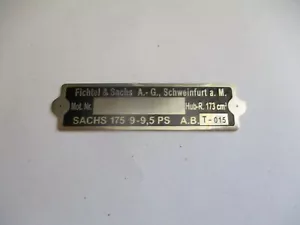 Fichtel & Sachs A.-G., Schweinfurt a. M.
Mot. Nr. Hub-R. 173 cm³
SACHS 175 9-9,5 PS A.B. T-015